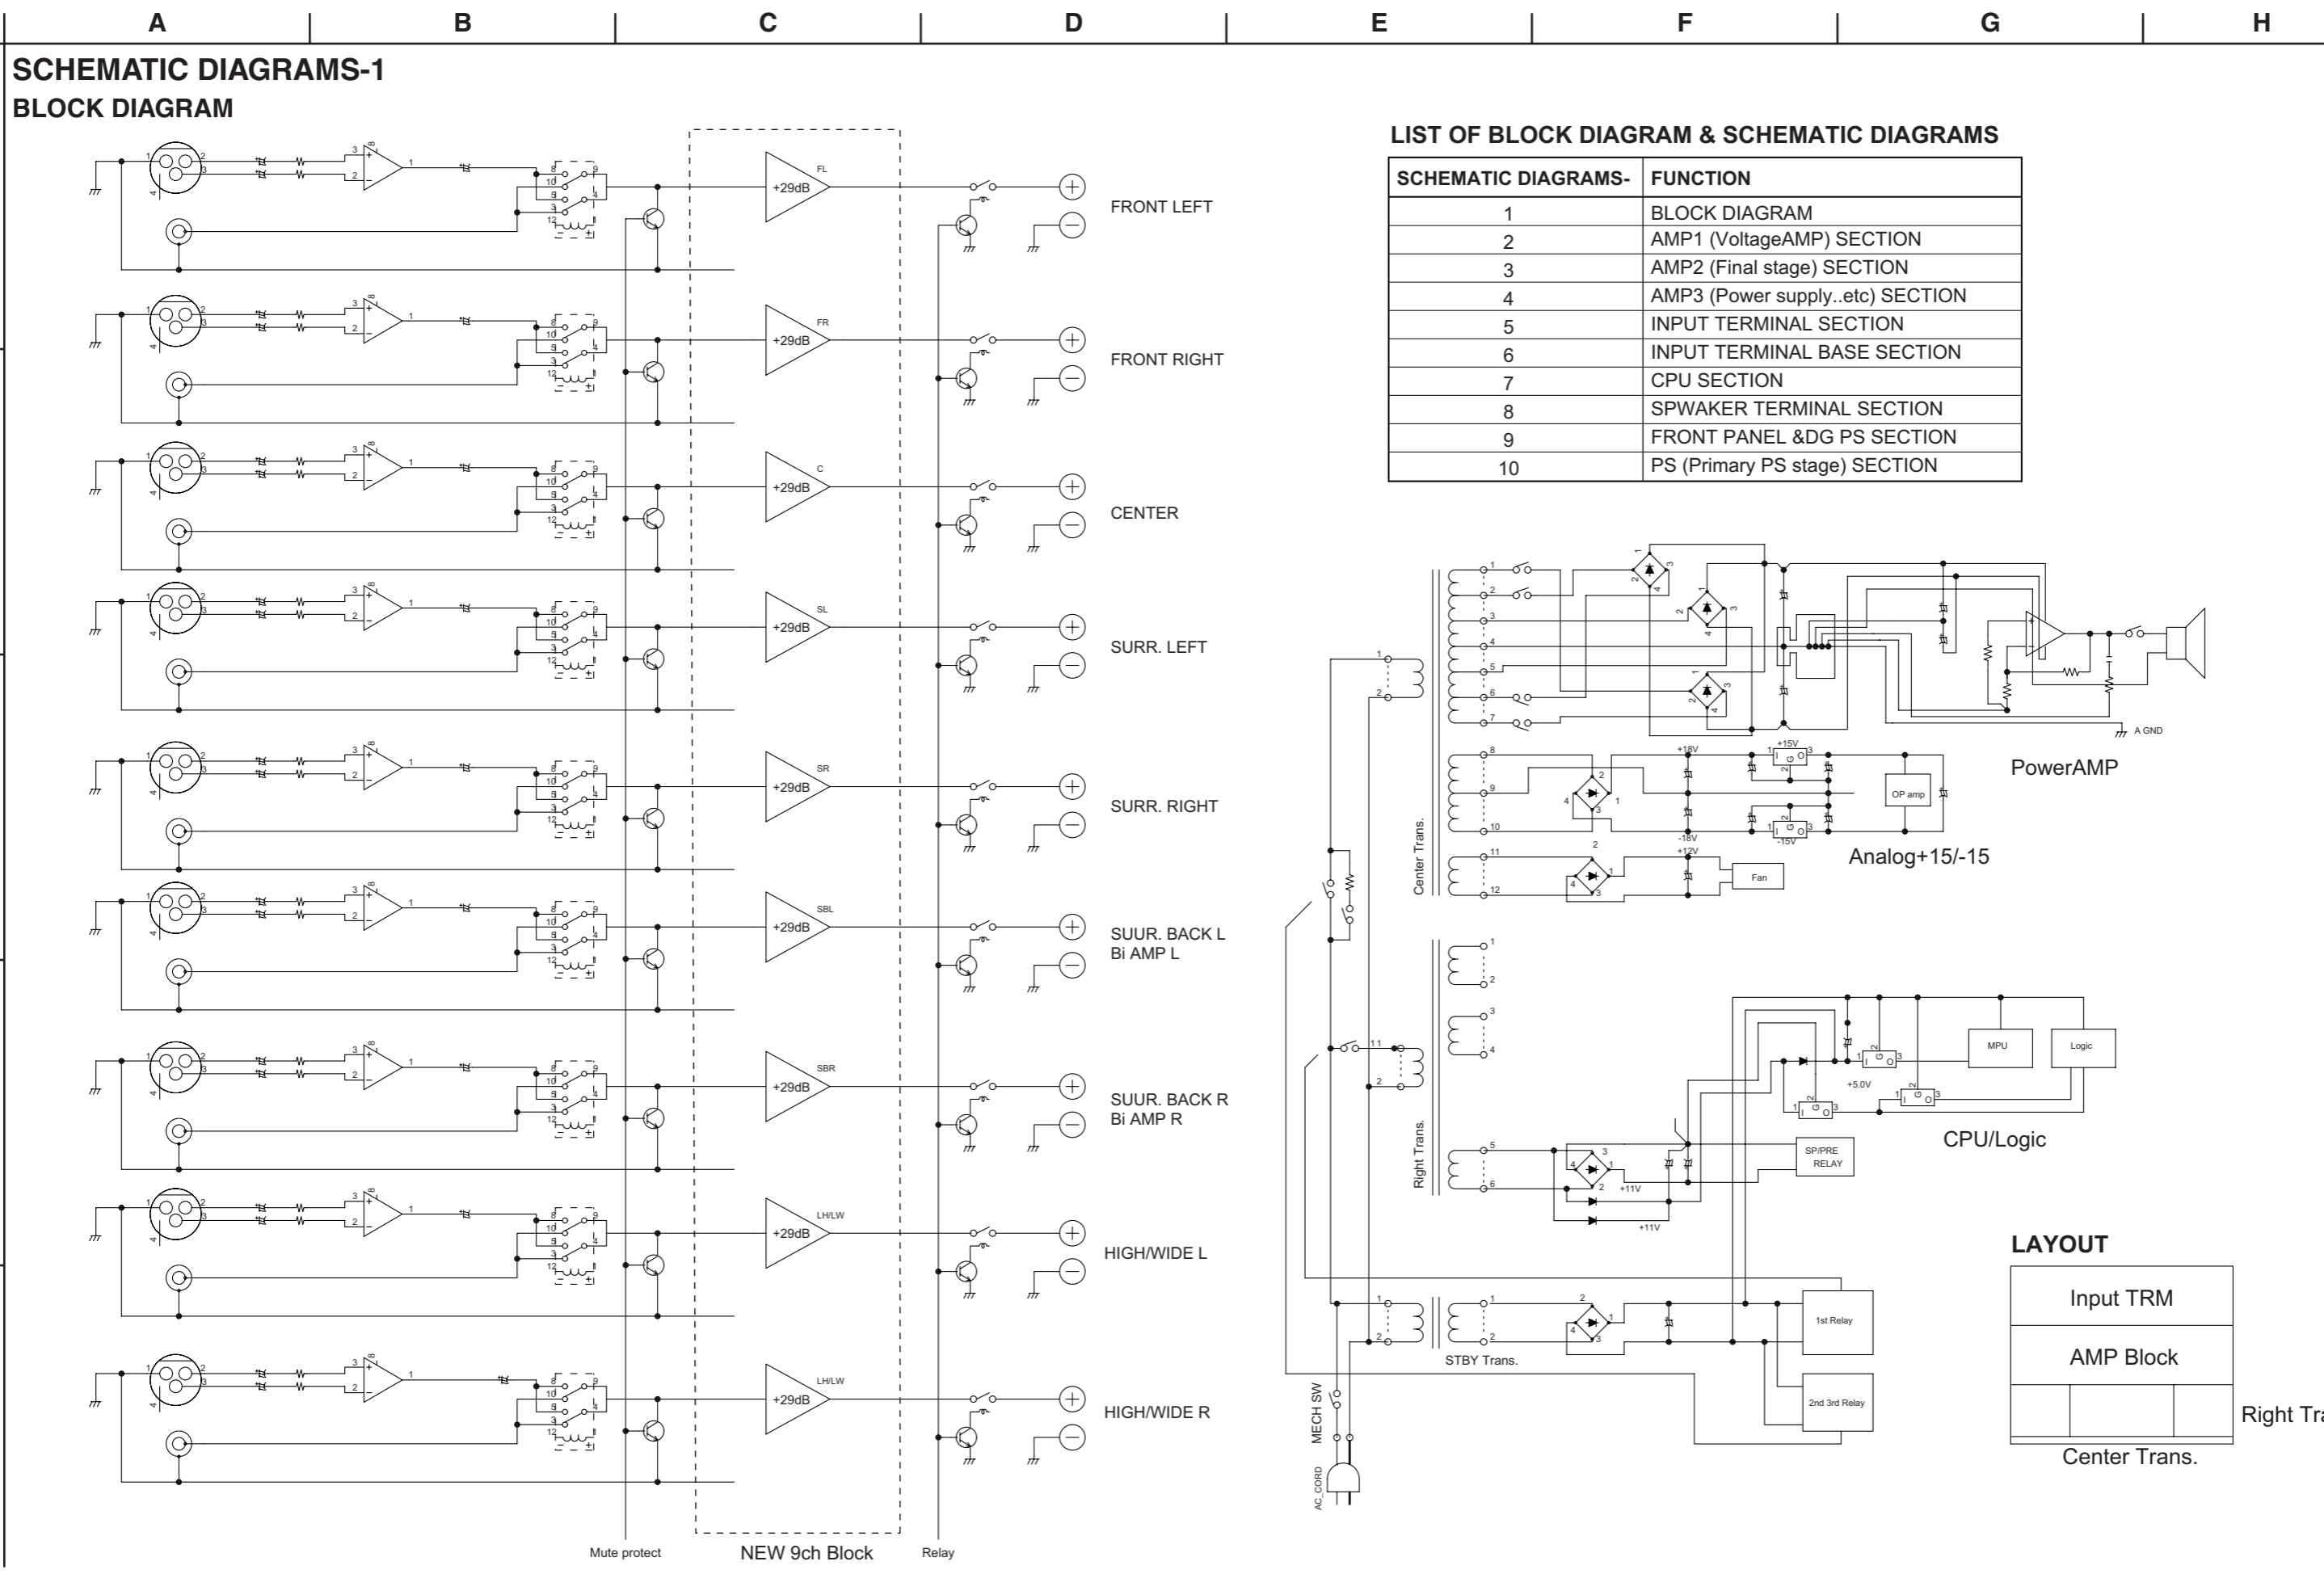 A B C D E F G H
SCHEMATIC DIAGRAMS-1
BLOCK DIAGRAM
LIST OF BLOCK DIAGRAM & SCHEMATIC DIAGRAMS
SCHEMATIC DIAGRAMS- FUNCTION
1 BLOCK DIAGRAM
2 AMP1 (VoltageAMP) SECTION
3 AMP2 (Final stage) SECTION
4 AMP3 (Power supply..etc) SECTION
5 INPUT TERMINAL SECTION
6 INPUT TERMINAL BASE SECTION
7 CPU SECTION
8 SPWAKER TERMINAL SECTION
9 FRONT PANEL &DG PS SECTION
10 PS (Primary PS stage) SECTION
FL
+29dB
FRONT LEFT
FR
+29dB
FRONT RIGHT
C
+29dB
CENTER
SL
+29dB
SURR. LEFT
SR
+29dB
SURR. RIGHT
SBL
+29dB
SUUR. BACK L
Bi AMP L
SBR
+29dB
SUUR. BACK R
Bi AMP R
LH/LW
+29dB
HIGH/WIDE L
LH/LW
+29dB
HIGH/WIDE R
Mute protect
NEW 9ch Block
Relay
A GND
PowerAMP
+18V
+15V
OP amp
-18V
-15V
Analog+15/-15
+12V
Fan
Center Trans.
MPU
Logic
+5.0V
CPU/Logic
SP/PRE
RELAY
+11V
+11V
Right Trans.
1st Relay
STBY Trans.
2nd 3rd Relay
MECH SW
AC_CORD
LAYOUT
Input TRM
AMP Block
Right Tra
Center Trans.